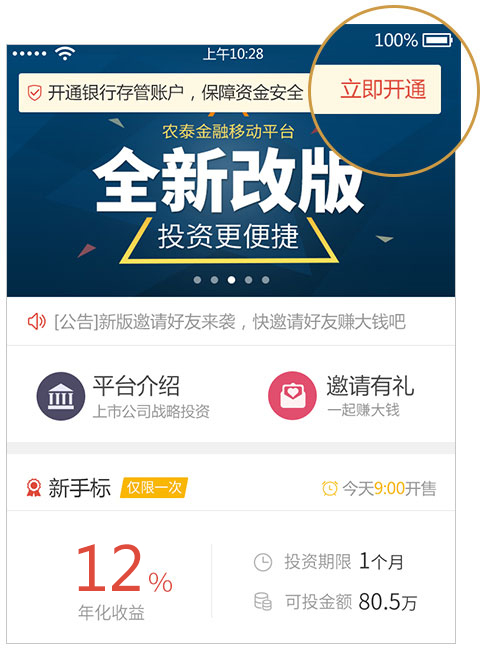 上午10:28
100%
开通银行存管账户，保障资金安全
立即开通
农泰金融移动平台
全新改版
投资更便捷
[公告]新版邀请好友来袭，快邀请好友赚大钱吧
平台介绍
上市公司战略投资
邀请有礼
一起赚大钱
新手标
仅限一次
今天9:00开售
12%
年化收益
投资期限 1个月
可投金额 80.5万